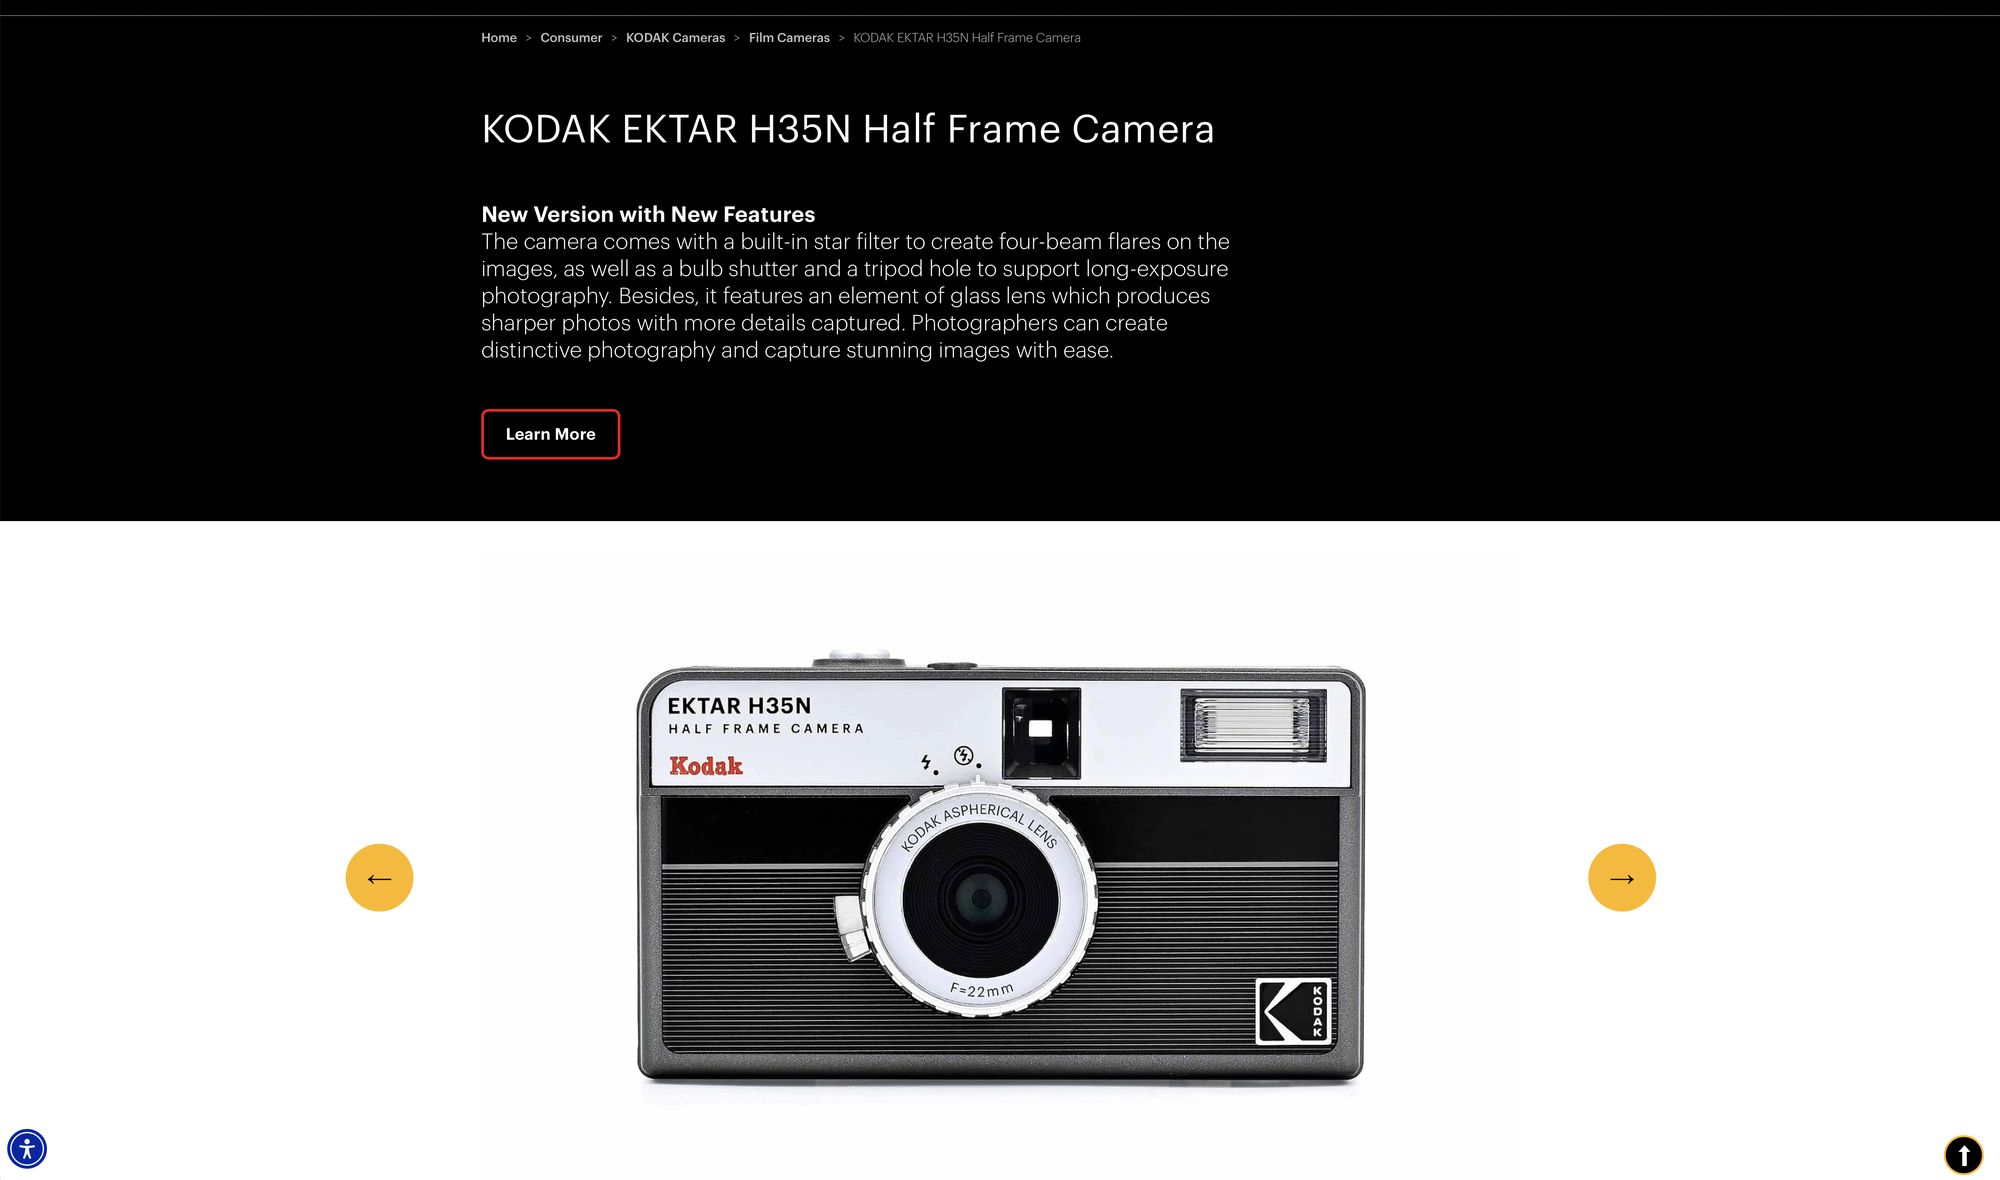 Home > Consumer > KODAK Cameras > Film Cameras > KODAK EKTAR H35N Half Frame Camera
KODAK EKTAR H35N Half Frame Camera
New Version with New Features
The camera comes with a built-in star filter to create four-beam flares on the
images, as well as a bulb shutter and a tripod hole to support long-exposure
photography. Besides, it features an element of glass lens which produces
sharper photos with more details captured. Photographers can create
distinctive photography and capture stunning images with ease.
Learn More
EKTAR H35N
HALF FRAME CAMERA
Kodak
KODAK ASPHERICAL LENS
F=22mm
KODAK